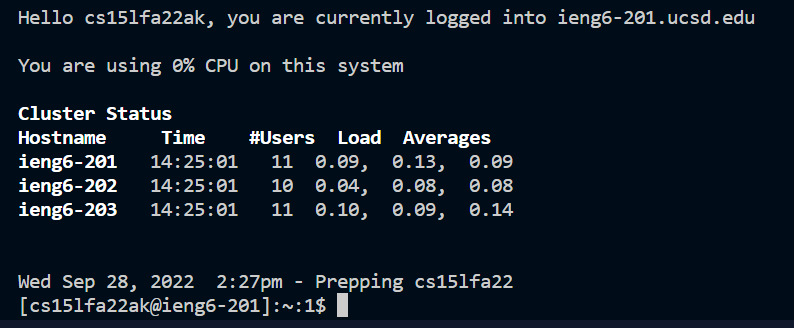 Hello cs15lfa22ak, you are currently logged into ieng6-201.ucsd.edu
You are using 0% CPU on this system
Cluster Status
Hostname     Time    #Users  Load  Averages
ieng6-201   14:25:01   11  0.09,  0.13,  0.09
ieng6-202   14:25:01   10  0.04,  0.08,  0.08
ieng6-203   14:25:01   11  0.10,  0.09,  0.14
Wed Sep 28, 2022  2:27pm - Prepping cs15lfa22
[cs15lfa22ak@ieng6-201]:~:1$